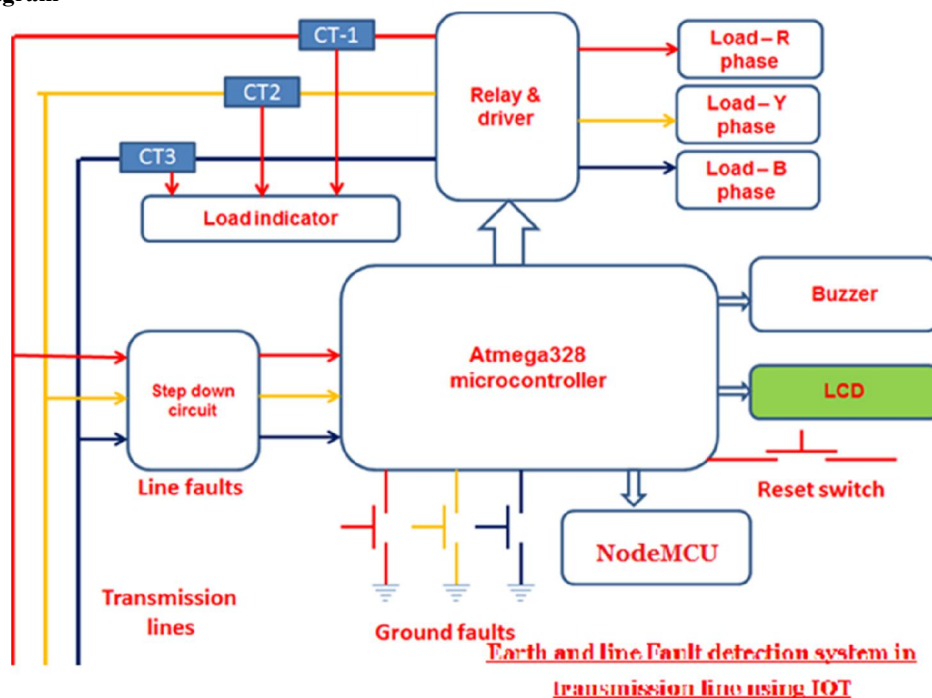 CT-1
CT2
CT3
Relay &
driver
Load – R
phase
Load – Y
phase
Load – B
phase
Load indicator
Step down
circuit
Line faults
Atmega328
microcontroller
Buzzer
LCD
Reset switch
NodeMCU
Transmission
lines
Ground faults
Earth and line Fault detection system in
transmission line using IOT